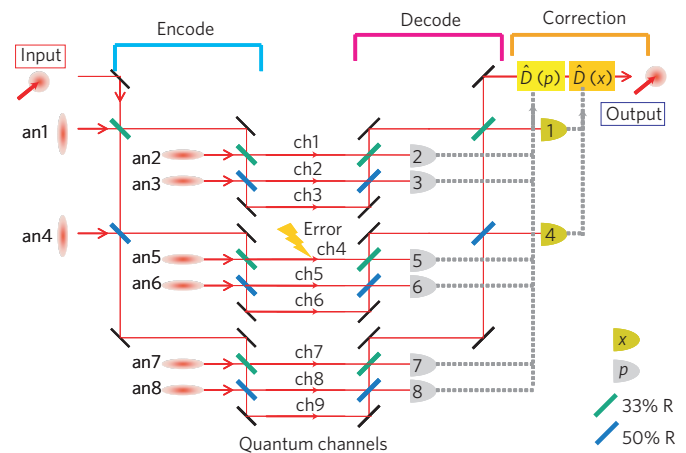 Encode
Decode
Correction
Input
D̂ (p)
D̂ (x)
Output
an1
1
ch1
an2
2
ch2
an3
3
ch3
an4
4
Error
ch4
an5
5
ch5
an6
6
ch6
ch7
an7
7
ch8
an8
8
ch9
x
p
33% R
50% R
Quantum channels